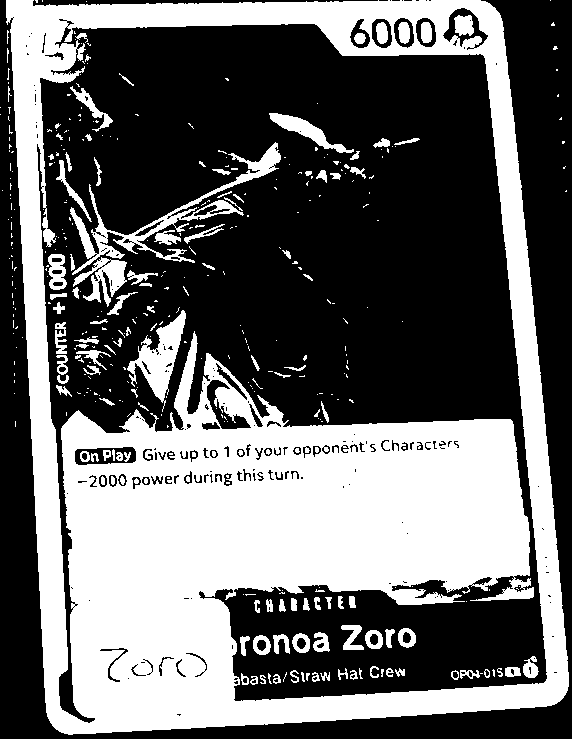 6000
COUNTER +1000
On Play Give up to 1 of your opponent's Characters
−2000 power during this turn.
CHARACTER
oronoa Zoro
Zoro
abasta/Straw Hat Crew
OP04-015